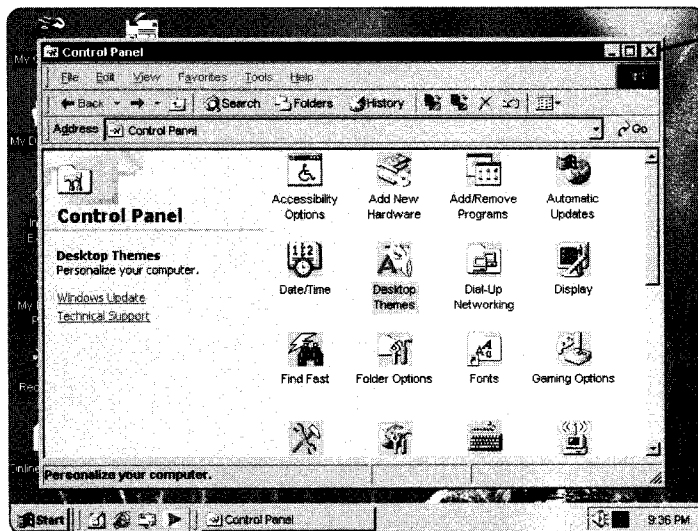 Control Panel
File Edit View Favorites Tools Help
Back Search Folders History
Address Control Panel Go
Control Panel
Desktop Themes
Personalize your computer.
Windows Update
Technical Support
Accessibility Options
Add New Hardware
Add/Remove Programs
Automatic Updates
Date/Time
Desktop Themes
Dial-Up Networking
Display
Find Fast
Folder Options
Fonts
Gaming Options
Personalize your computer.
Start Control Panel 9:36 PM